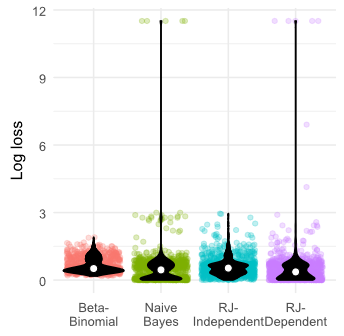 12
9
6
3
0
Log loss
Beta-
Binomial
Naive
Bayes
RJ-
Independent
RJ-
Dependent